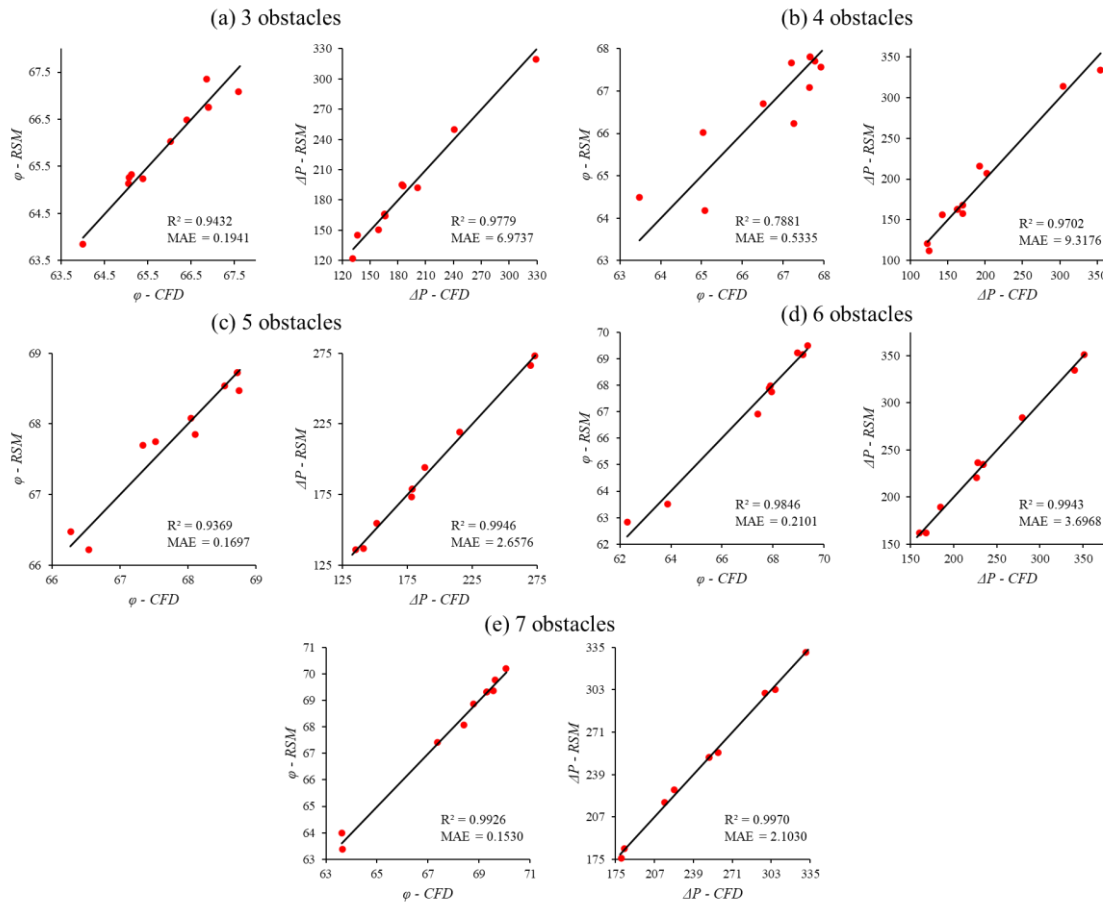 (a) 3 obstacles
φ - RSM
67.5
66.5
65.5
64.5
63.5
63.5 64.5 65.5 66.5 67.5
φ - CFD
R² = 0.9432
MAE = 0.1941
ΔP - RSM
330
300
270
240
210
180
150
120
120 150 180 210 240 270 300 330
ΔP - CFD
R² = 0.9779
MAE = 6.9737
(b) 4 obstacles
φ - RSM
68
67
66
65
64
63
63 64 65 66 67 68
φ - CFD
R² = 0.7881
MAE = 0.5335
ΔP - RSM
350
300
250
200
150
100
100 150 200 250 300 350
ΔP - CFD
R² = 0.9702
MAE = 9.3176
(c) 5 obstacles
φ - RSM
69
68
67
66
66 67 68 69
φ - CFD
R² = 0.9369
MAE = 0.1697
ΔP - RSM
275
225
175
125
125 175 225 275
ΔP - CFD
R² = 0.9946
MAE = 2.6576
(d) 6 obstacles
φ - RSM
70
69
68
67
66
65
64
63
62
62 64 66 68 70
φ - CFD
R² = 0.9846
MAE = 0.2101
ΔP - RSM
350
300
250
200
150
150 200 250 300 350
ΔP - CFD
R² = 0.9943
MAE = 3.6968
(e) 7 obstacles
φ - RSM
71
70
69
68
67
66
65
64
63
63 65 67 69 71
φ - CFD
R² = 0.9926
MAE = 0.1530
ΔP - RSM
335
303
271
239
207
175
175 207 239 271 303 335
ΔP - CFD
R² = 0.9970
MAE = 2.1030